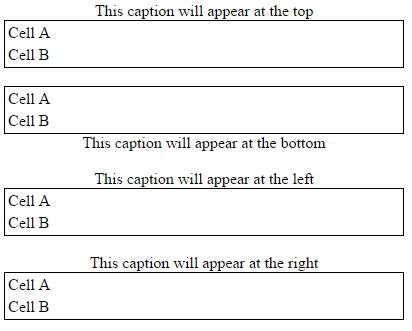 This caption will appear at the top
Cell A
Cell B
Cell A
Cell B
This caption will appear at the bottom
This caption will appear at the left
Cell A
Cell B
This caption will appear at the right
Cell A
Cell B